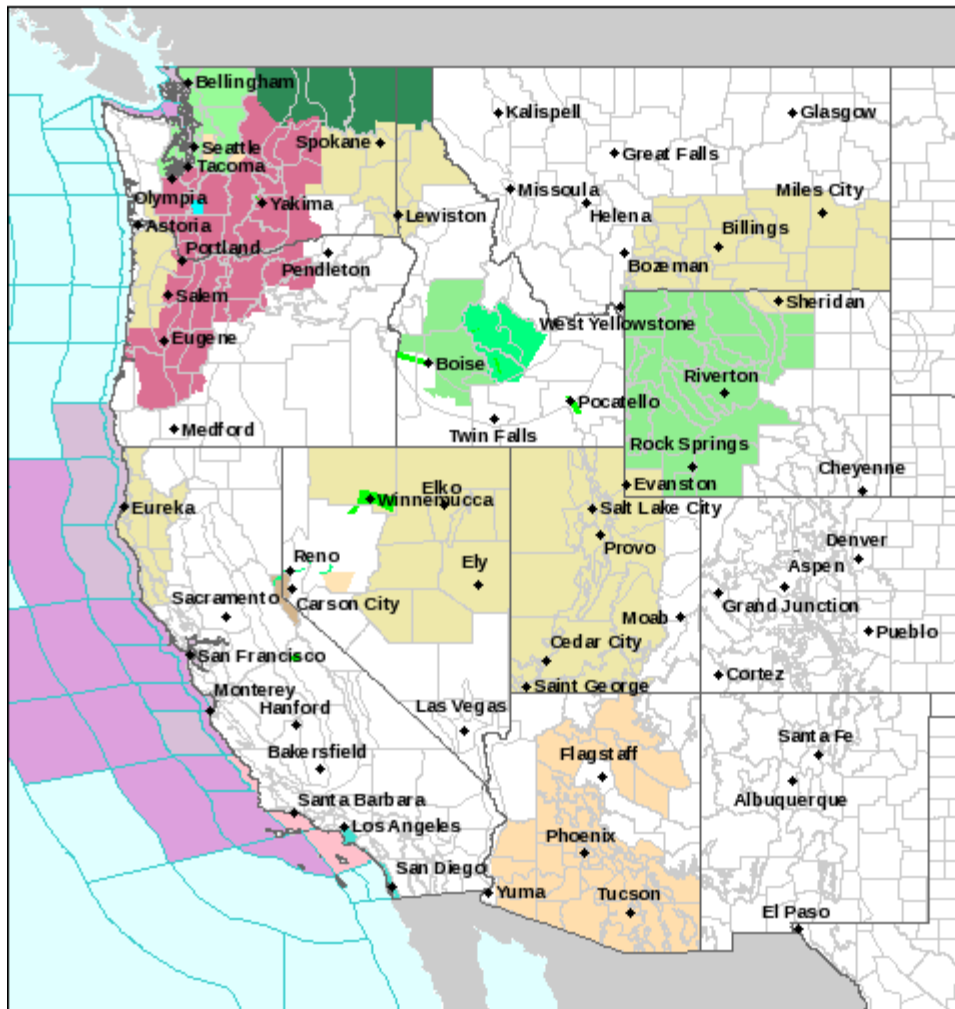 Bellingham
Kalispell
Glasgow
Seattle
Spokane
Great Falls
Tacoma
Missoula
Miles City
Olympia
Yakima
Lewiston
Helena
Astoria
Billings
Portland
Pendleton
Bozeman
Salem
West Yellowstone
Sheridan
Eugene
Boise
Riverton
Pocatello
Medford
Twin Falls
Rock Springs
Cheyenne
Elko
Evanston
Winnemucca
Eureka
Salt Lake City
Provo
Denver
Reno
Ely
Aspen
Sacramento
Carson City
Grand Junction
Moab
Pueblo
Cedar City
San Francisco
Cortez
Saint George
Monterey
Hanford
Las Vegas
Santa Fe
Bakersfield
Flagstaff
Albuquerque
Santa Barbara
Los Angeles
Phoenix
San Diego
Yuma
Tucson
El Paso